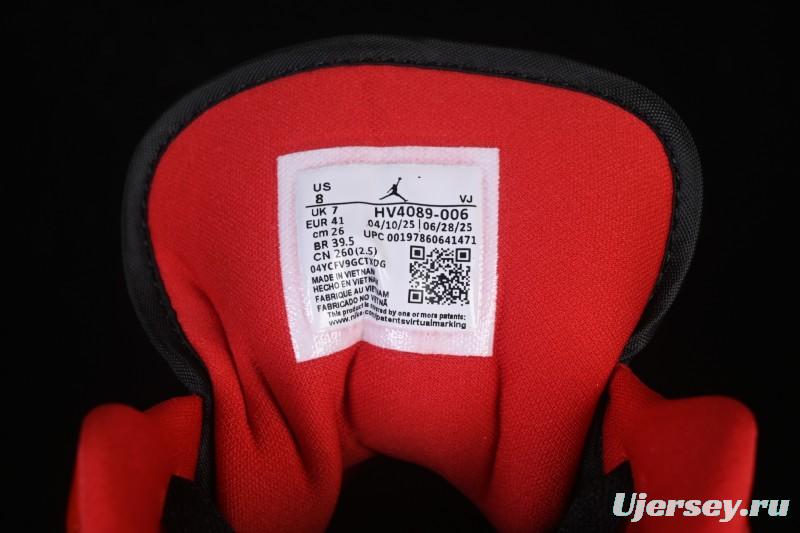 US
8
VJ
UK 7
HV4089-006
EUR 41
04/10/25 06/28/25
cm 26
UPC 00197860641471
BR 39.5
CN 260(2.5)
04YCFV9GCTXDG
MADE IN VIETNAM
HECHO EN VIETNAM
FABRIQUE AU VIETNAM
FABRICADO NO VIETNÃ
This product is covered by one or more patents:
www.nike.com/patentsvirtualmarking
Ujersey.ru